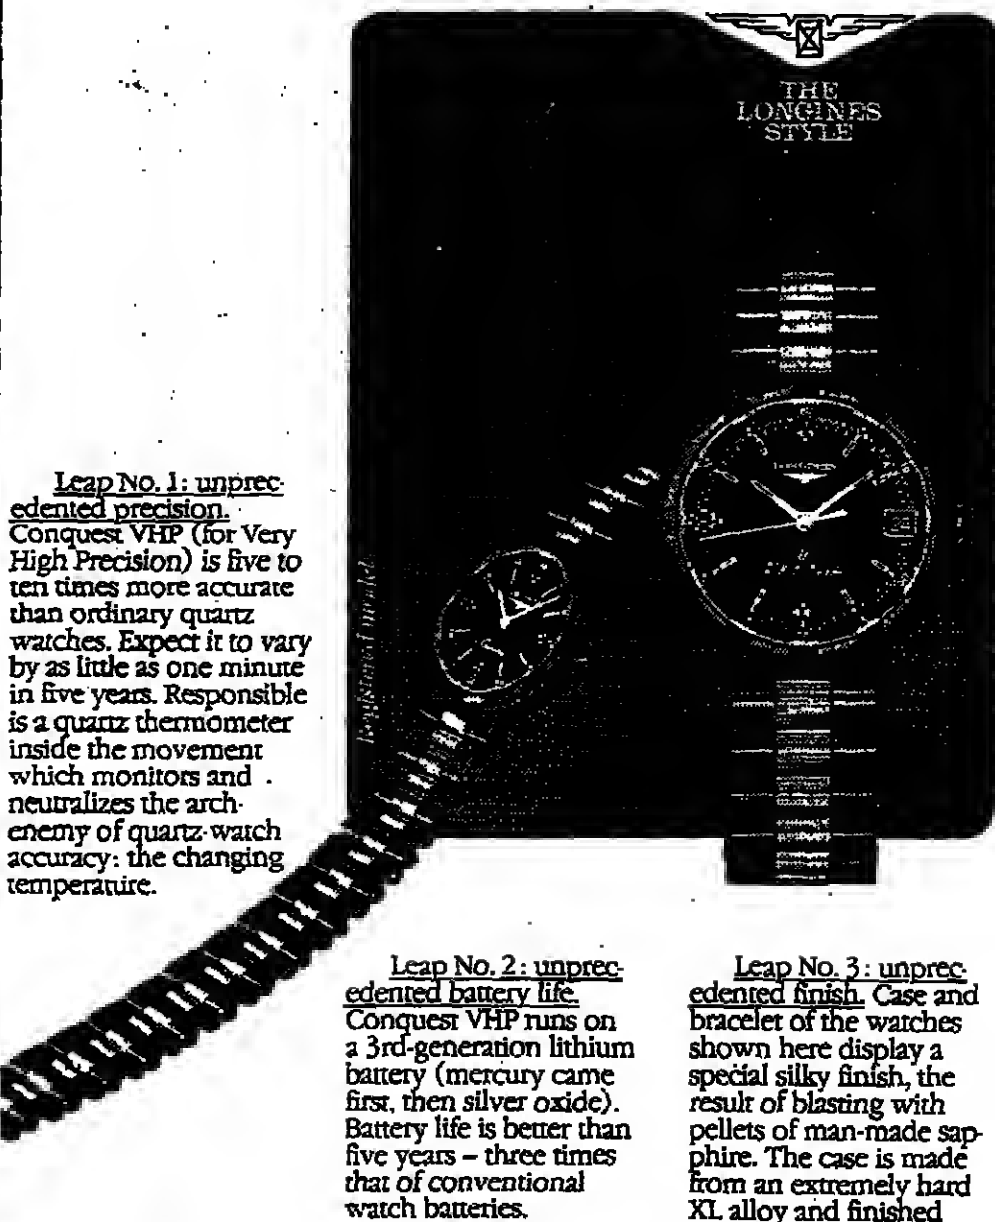 THE
LONGINES
STYLE
Leap No. 1: unprec-
edented precision.
Conquest VHP (for Very
High Precision) is five to
ten times more accurate
than ordinary quartz
watches. Expect it to vary
by as little as one minute
in five years. Responsible
is a quartz thermometer
inside the movement
which monitors and
neutralizes the arch-
enemy of quartz-watch
accuracy: the changing
temperature.
Registered model.
Leap No. 2: unprec-
edented battery life.
Conquest VHP runs on
a 3rd-generation lithium
battery (mercury came
first, then silver oxide).
Battery life is better than
five years – three times
that of conventional
watch batteries.
Leap No. 3: unprec-
edented finish. Case and
bracelet of the watches
shown here display a
special silky finish, the
result of blasting with
pellets of man-made sap-
phire. The case is made
from an extremely hard
XL alloy and finished